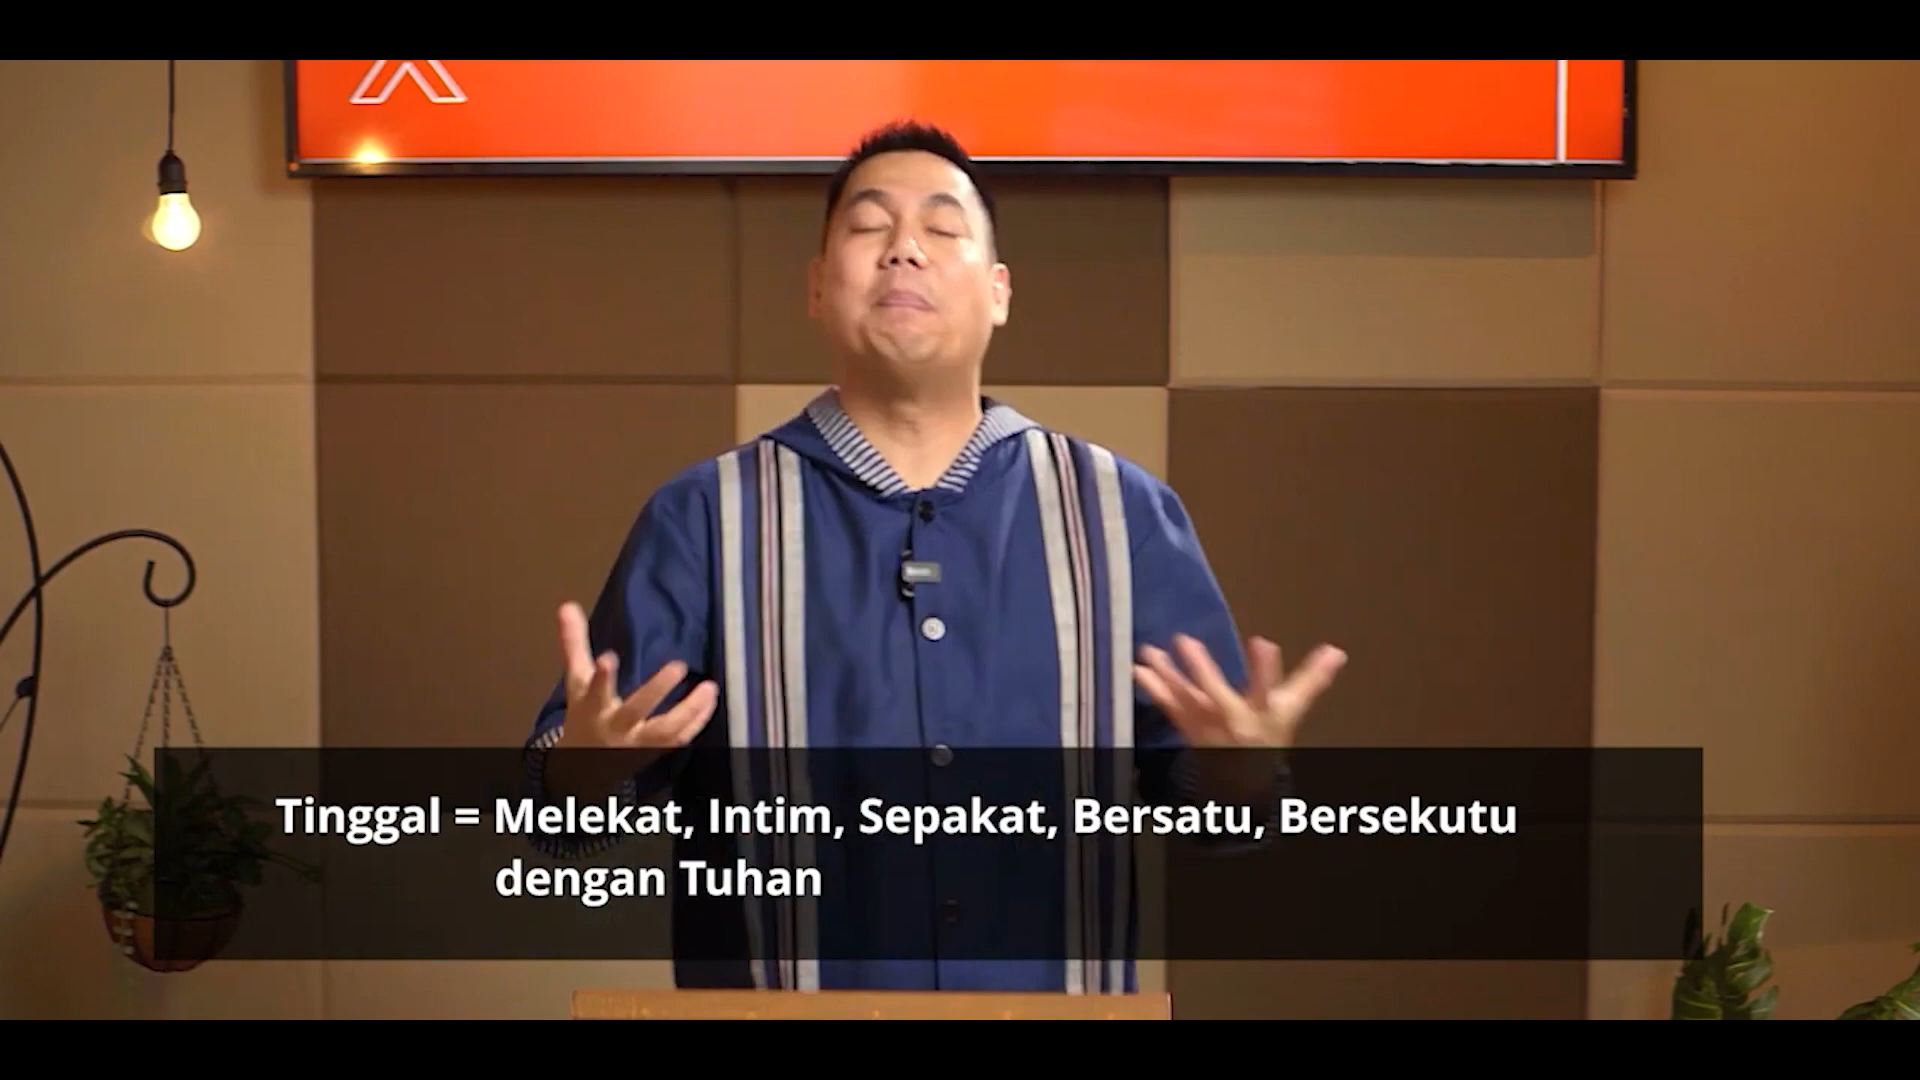 Tinggal = Melekat, Intim, Sepakat, Bersatu, Bersekutu
dengan Tuhan